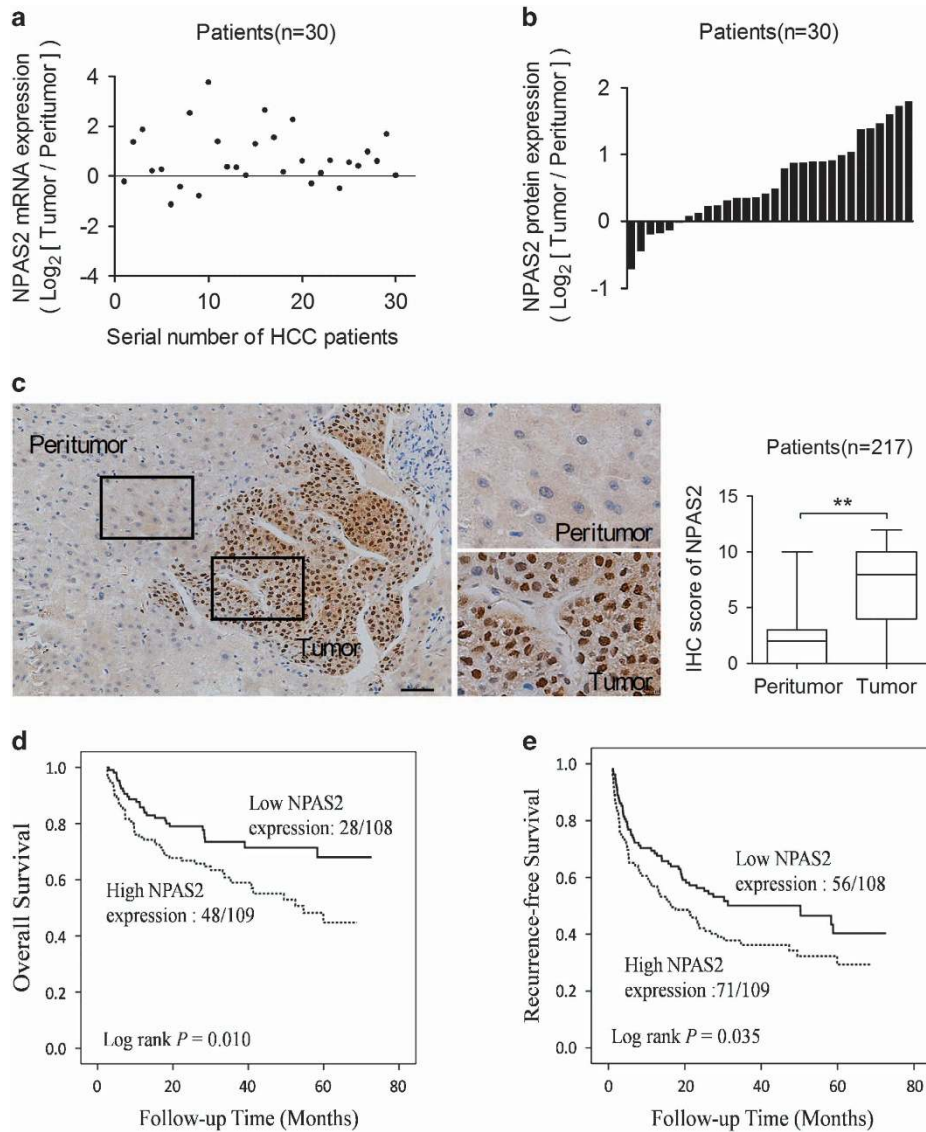 a
Patients(n=30)
NPAS2 mRNA expression
( Log2 [ Tumor / Peritumor ] )
4
2
0
-2
-4
0
10
20
30
Serial number of HCC patients
b
Patients(n=30)
NPAS2 protein expression
( Log2 [ Tumor / Peritumor ] )
2
1
0
-1
c
Peritumor
Tumor
Peritumor
Tumor
Patients(n=217)
IHC score of NPAS2
15
10
5
0
**
Peritumor
Tumor
d
Overall Survival
1.0
0.8
0.6
0.4
0.2
0.0
Low NPAS2
expression: 28/108
High NPAS2
expression : 48/109
Log rank P = 0.010
0
20
40
60
80
Follow-up Time (Months)
e
Recurrence-free Survival
1.0
0.8
0.6
0.4
0.2
0.0
Low NPAS2
expression : 56/108
High NPAS2
expression :71/109
Log rank P = 0.035
0
20
40
60
80
Follow-up Time (Months)